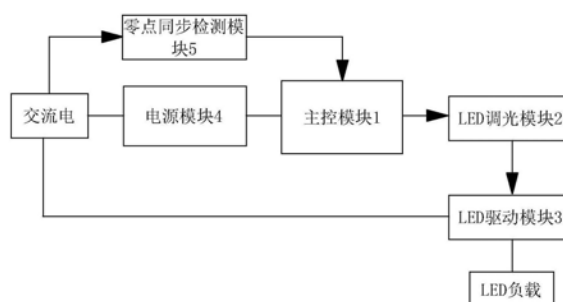 零点同步检测模
块5
交流电
电源模块4
主控模块1
LED调光模块2
LED驱动模块3
LED负载